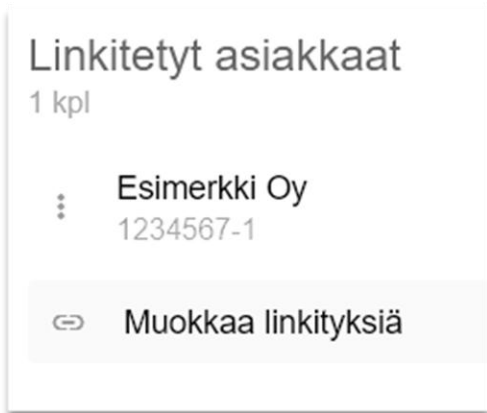 Linkitetyt asiakkaat
1 kpl
Esimerkki Oy
1234567-1
Muokkaa linkityksiä